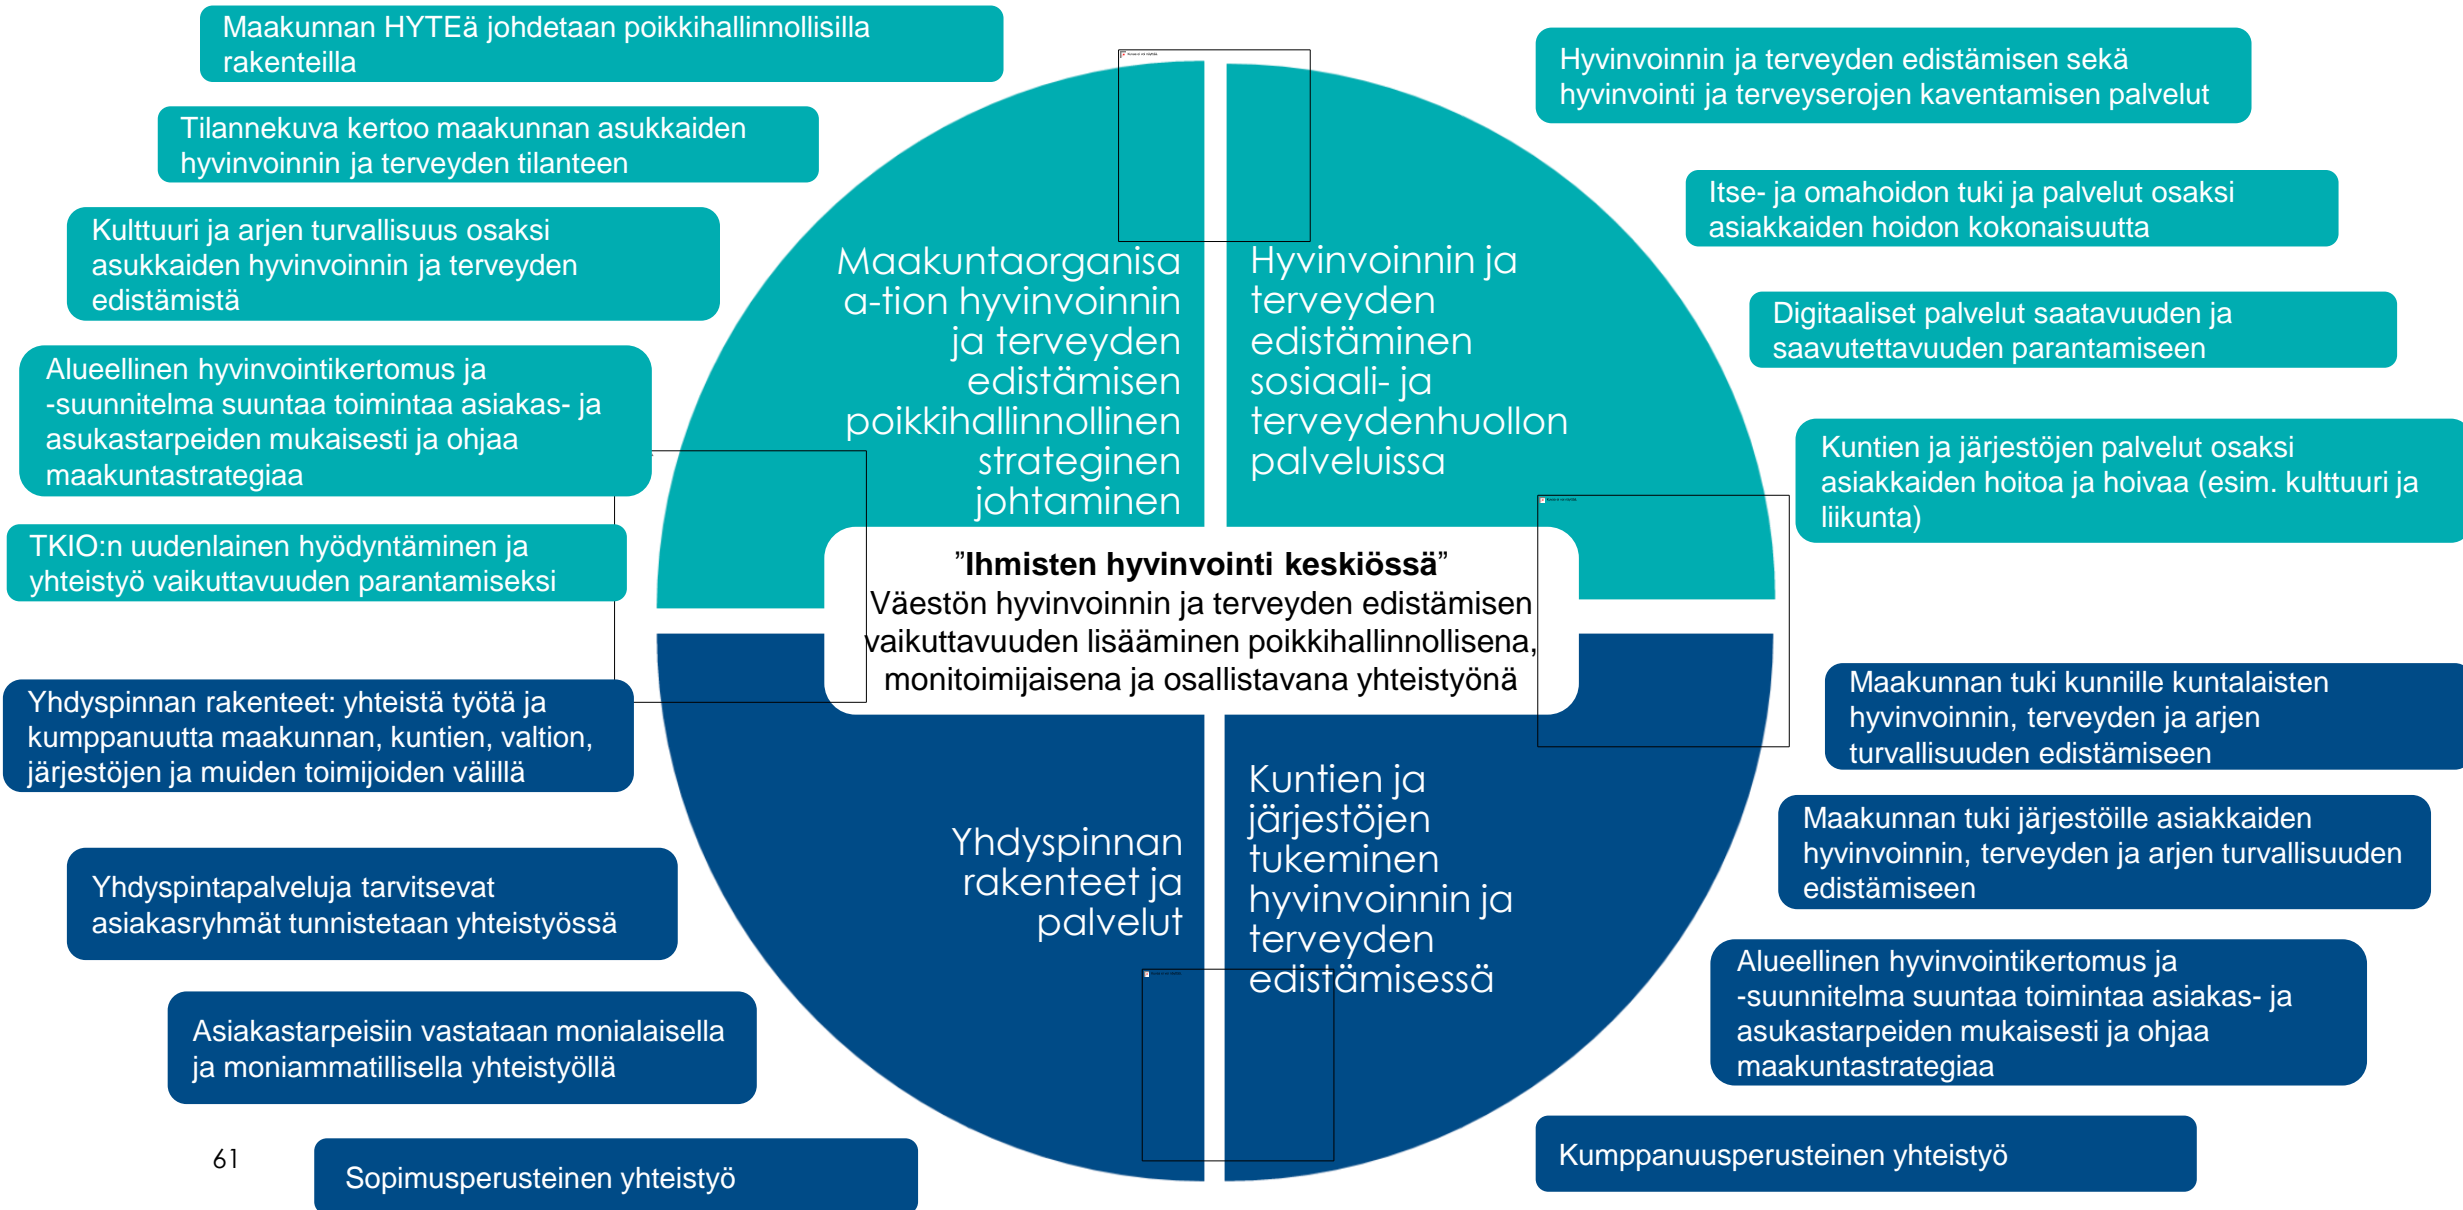 Maakunnan HYTEä johdetaan poikkihallinnollisilla
rakenteilla
Tilannekuva kertoo maakunnan asukkaiden
hyvinvoinnin ja terveyden tilanteen
Kulttuuri ja arjen turvallisuus osaksi
asukkaiden hyvinvoinnin ja terveyden
edistämistä
Alueellinen hyvinvointikertomus ja
-suunnitelma suuntaa toimintaa asiakas- ja
asukastarpeiden mukaisesti ja ohjaa
maakuntastrategiaa
TKIO:n uudenlainen hyödyntäminen ja
yhteistyö vaikuttavuuden parantamiseksi
Yhdyspinnan rakenteet: yhteistä työtä ja
kumppanuutta maakunnan, kuntien, valtion,
järjestöjen ja muiden toimijoiden välillä
Yhdyspintapalveluja tarvitsevat
asiakasryhmät tunnistetaan yhteistyössä
Asiakastarpeisiin vastataan monialaisella
ja moniammatillisella yhteistyöllä
Sopimusperusteinen yhteistyö
61
Maakuntaorganisa
a-tion hyvinvoinnin
ja terveyden
edistämisen
poikkihallinnollinen
strateginen
johtaminen
Hyvinvoinnin ja
terveyden
edistäminen
sosiaali- ja
terveydenhuollon
palveluissa
"Ihmisten hyvinvointi keskiössä"
Väestön hyvinvoinnin ja terveyden edistämisen
vaikuttavuuden lisääminen poikkihallinnollisena,
monitoimijaisena ja osallistavana yhteistyönä
Yhdyspinnan
rakenteet ja
palvelut
Kuntien ja
järjestöjen
tukeminen
hyvinvoinnin ja
terveyden
edistämisessä
Hyvinvoinnin ja terveyden edistämisen sekä
hyvinvointi ja terveyserojen kaventamisen palvelut
Itse- ja omahoidon tuki ja palvelut osaksi
asiakkaiden hoidon kokonaisuutta
Digitaaliset palvelut saatavuuden ja
saavutettavuuden parantamiseen
Kuntien ja järjestöjen palvelut osaksi
asiakkaiden hoitoa ja hoivaa (esim. kulttuuri ja
liikunta)
Maakunnan tuki kunnille kuntalaisten
hyvinvoinnin, terveyden ja arjen
turvallisuuden edistämiseen
Maakunnan tuki järjestöille asiakkaiden
hyvinvoinnin, terveyden ja arjen turvallisuuden
edistämiseen
Alueellinen hyvinvointikertomus ja
-suunnitelma suuntaa toimintaa asiakas- ja
asukastarpeiden mukaisesti ja ohjaa
maakuntastrategiaa
Kumppanuusperusteinen yhteistyö